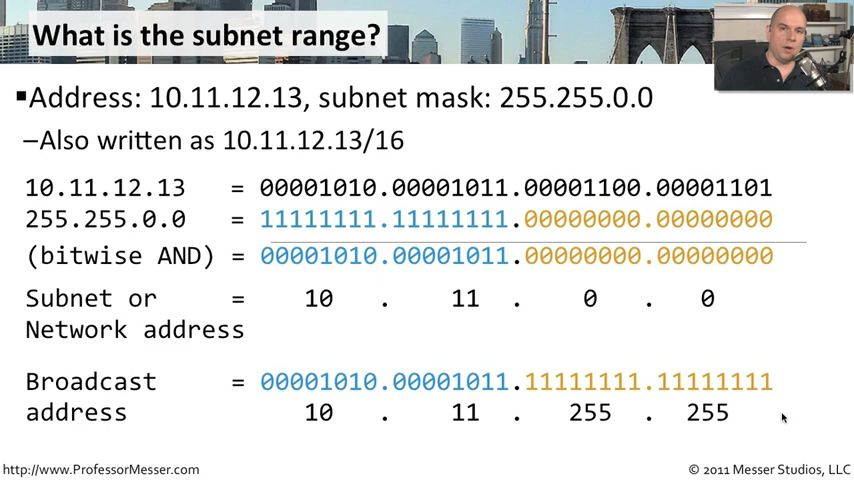 What is the subnet range?
▪Address: 10.11.12.13, subnet mask: 255.255.0.0
–Also written as 10.11.12.13/16
10.11.12.13 = 00001010.00001011.00001100.00001101
255.255.0.0 = 11111111.11111111.00000000.00000000
(bitwise AND) = 00001010.00001011.00000000.00000000
Subnet or = 10 . 11 . 0 . 0
Network address
Broadcast = 00001010.00001011.11111111.11111111
address 10 . 11 . 255 . 255
http://www.ProfessorMesser.com © 2011 Messer Studios, LLC